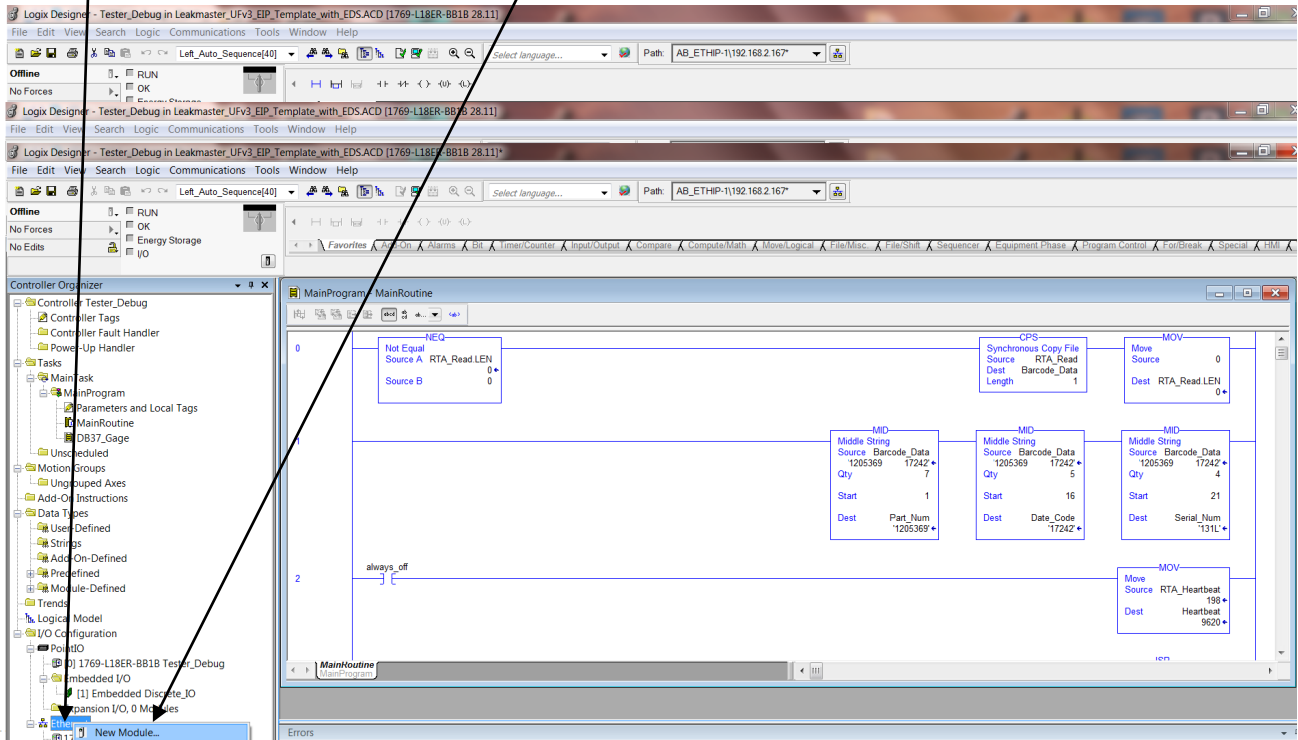 Logix Designer - Tester_Debug in Leakmaster_UFv3_EIP_Template_with_EDS.ACD [1769-L18ER-BB1B 28.11]
File Edit View Search Logic Communications Tools Window Help
Left_Auto_Sequence[40] Select language... Path: AB_ETHIP-1\192.168.2.167*
Offline RUN
No Forces OK
Energy Storage
Logix Designer - Tester_Debug in Leakmaster_UFv3_EIP_Template_with_EDS.ACD [1769-L18ER-BB1B 28.11]
File Edit View Search Logic Communications Tools Window Help
Logix Designer - Tester_Debug in Leakmaster_UFv3_EIP_Template_with_EDS.ACD [1769-L18ER-BB1B 28.11]*
File Edit View Search Logic Communications Tools Window Help
Left_Auto_Sequence[40] Select language... Path: AB_ETHIP-1\192.168.2.167*
Offline RUN
No Forces OK
No Edits Energy Storage
I/O
Favorites Add-On Alarms Bit Timer/Counter Input/Output Compare Compute/Math Move/Logical File/Misc. File/Shift Sequencer Equipment Phase Program Control For/Break Special HMI
Controller Organizer
Controller Tester_Debug
Controller Tags
Controller Fault Handler
Power-Up Handler
Tasks
MainTask
MainProgram
Parameters and Local Tags
MainRoutine
DB37_Gage
Unscheduled
Motion Groups
Ungrouped Axes
Add-On Instructions
Data Types
User-Defined
Strings
Add-On-Defined
Predefined
Module-Defined
Trends
Logical Model
I/O Configuration
PointIO
[0] 1769-L18ER-BB1B Tester_Debug
Embedded I/O
[1] Embedded Discrete_IO
Expansion I/O, 0 Modules
New Module...
MainProgram - MainRoutine
0
NEQ
Not Equal
Source A RTA_Read.LEN
0
Source B 0
CPS
Synchronous Copy File
Source RTA_Read
Dest Barcode_Data
Length 1
MOV
Move
Source 0
Dest RTA_Read.LEN
0
1
MID
Middle String
Source Barcode_Data
'1205369 17242'
Qty 7
Start 1
Dest Part_Num
'1205369'
MID
Middle String
Source Barcode_Data
'1205369 17242'
Qty 5
Start 16
Dest Date_Code
'17242'
MID
Middle String
Source Barcode_Data
'1205369 17242'
Qty 4
Start 21
Dest Serial_Num
'131L'
2
always_off
MOV
Move
Source RTA_Heartbeat
198
Dest Heartbeat
9620
MainRoutine
MainProgram
Errors